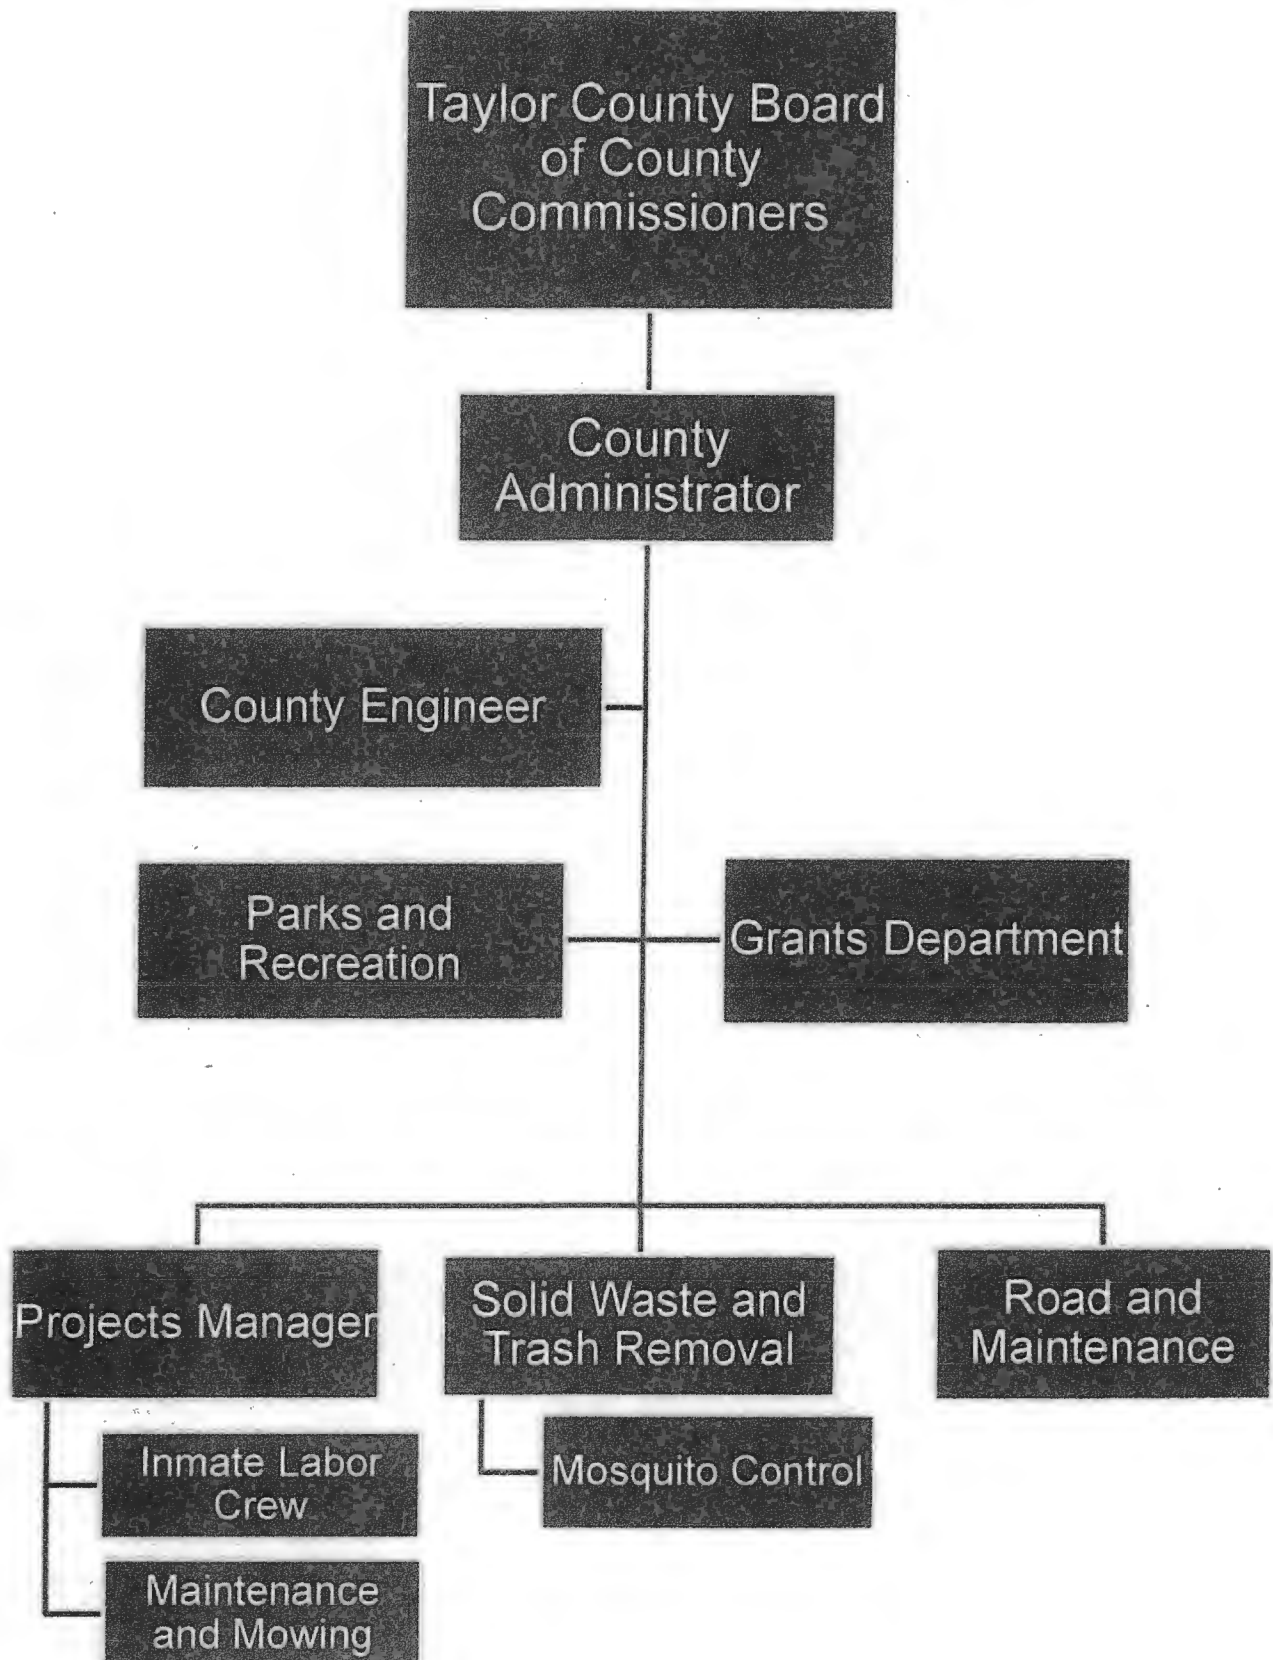 Taylor County Board
of County
Commissioners
County
Administrator
County Engineer
Parks and
Recreation
Grants Department
Projects Manager
Solid Waste and
Trash Removal
Road and
Maintenance
Inmate Labor
Crew
Mosquito Control
Maintenance
and Mowing